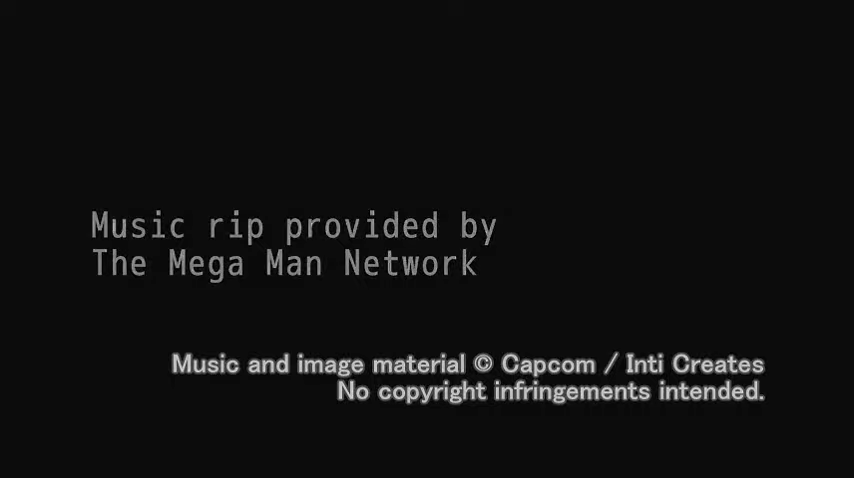 Music rip provided by
The Mega Man Network
Music and image material © Capcom / Inti Creates
No copyright infringements intended.